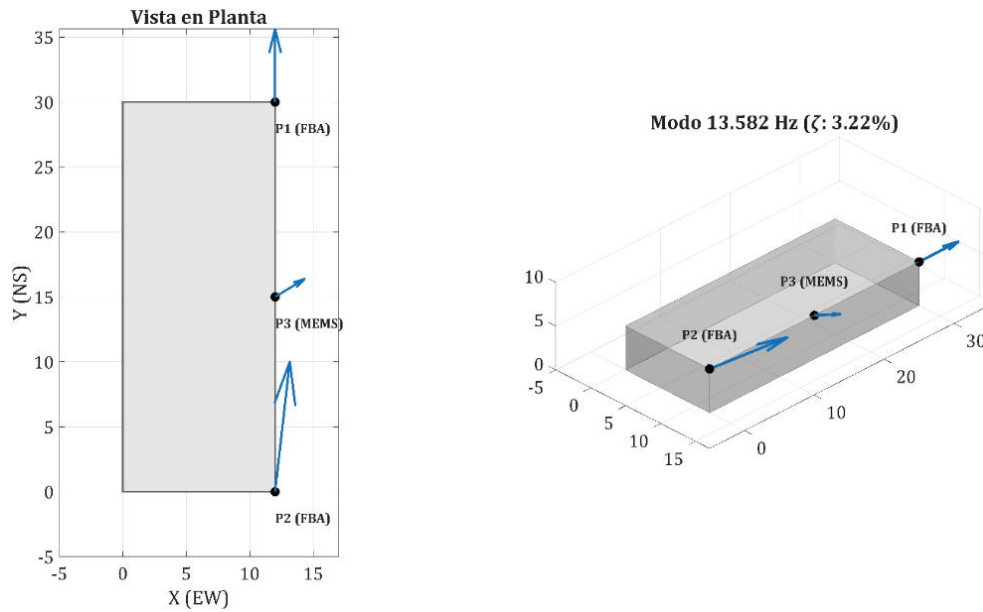 Vista en Planta
35
30
25
20
15
10
5
0
-5
Y (NS)
P1 (FBA)
P3 (MEMS)
P2 (FBA)
-5 0 5 10 15
X (EW)
Modo 13.582 Hz (ζ: 3.22%)
P1 (FBA)
P3 (MEMS)
P2 (FBA)
10
5
0
-5
0
5
10
15
0
10
20
30